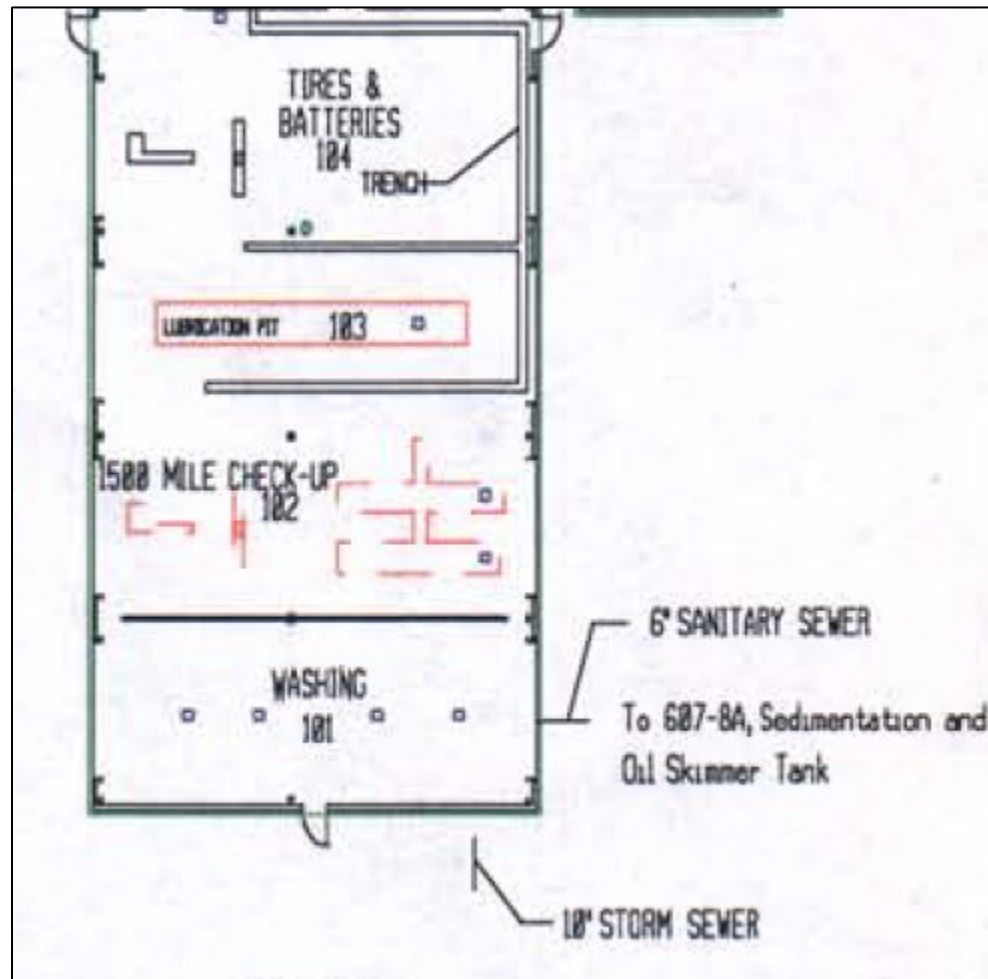 TIRES &
BATTERIES
104
TRENCH
LUBRICATION PIT 103
1500 MILE CHECK-UP
102
6" SANITARY SEWER
WASHING
101
To 607-8A, Sedimentation and
Oil Skimmer Tank
10" STORM SEWER